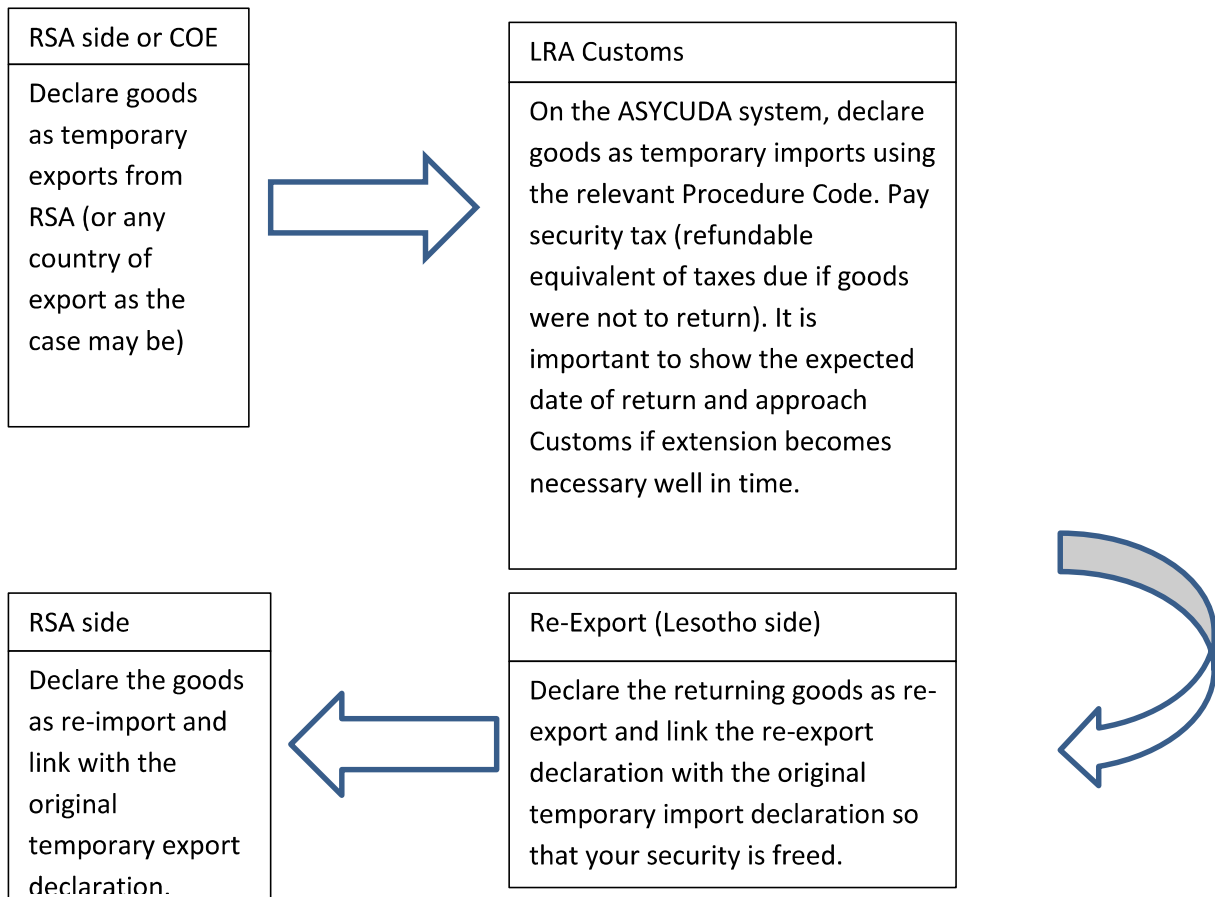 RSA side or COE
Declare goods
as temporary
exports from
RSA (or any
country of
export as the
case may be)
LRA Customs
On the ASYCUDA system, declare
goods as temporary imports using
the relevant Procedure Code. Pay
security tax (refundable
equivalent of taxes due if goods
were not to return). It is
important to show the expected
date of return and approach
Customs if extension becomes
necessary well in time.
Re-Export (Lesotho side)
Declare the returning goods as re-
export and link the re-export
declaration with the original
temporary import declaration so
that your security is freed.
RSA side
Declare the goods
as re-import and
link with the
original
temporary export
declaration.